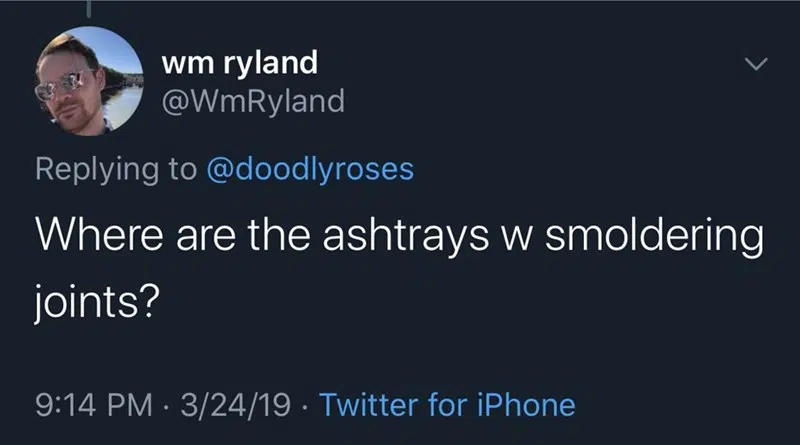 wm ryland
@WmRyland
Replying to @doodlyroses
Where are the ashtrays w smoldering
joints?
9:14 PM · 3/24/19 · Twitter for iPhone